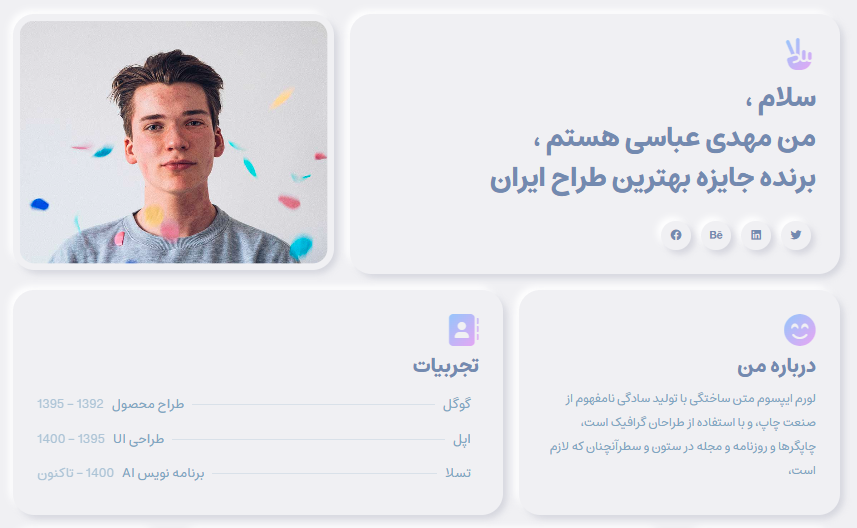 سلام ،
من مهدی عباسی هستم ،
برنده جایزه بهترین طراح ایران
Bē
in
درباره من
لورم ایپسوم متن ساختگی با تولید سادگی نامفهوم از
صنعت چاپ، و با استفاده از طراحان گرافیک است،
چاپگرها و روزنامه و مجله در ستون و سطرآنچنان که لازم
است،
تجربیات
گوگل طراح محصول 1392 - 1395
اپل طراحی UI 1395 - 1400
تسلا برنامه نویس AI 1400 - تاکنون